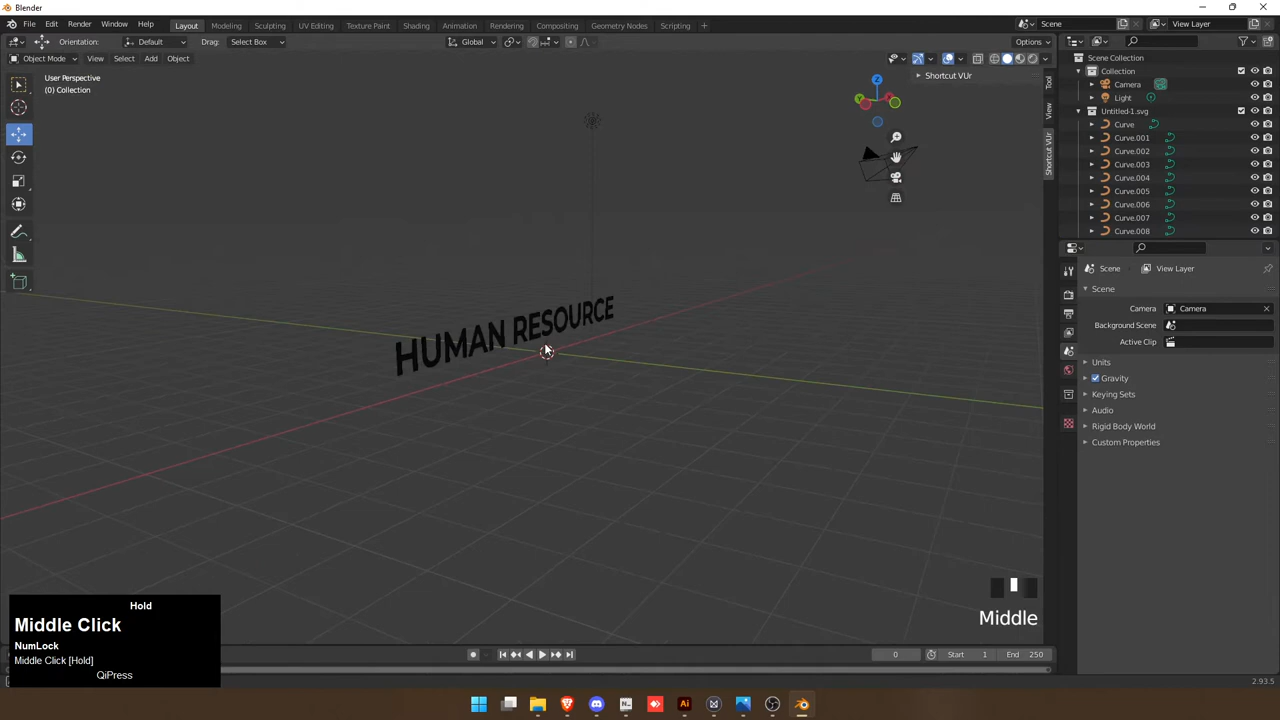 Blender
File Edit Render Window Help Layout Modeling Sculpting UV Editing Texture Paint Shading Animation Rendering Compositing Geometry Nodes Scripting + Scene View Layer
Orientation: Default Drag: Select Box Global Options
Object Mode View Select Add Object
User Perspective
(0) Collection
Shortcut VUr
Tool
View
Shortcut VUr
Z
Y
Scene Collection
Collection
Camera
Light
Untitled-1.svg
Curve
Curve.001
Curve.002
Curve.003
Curve.004
Curve.005
Curve.006
Curve.007
Curve.008
Scene View Layer
Scene
Camera Camera
Background Scene
Active Clip
Units
Gravity
Keying Sets
Audio
Rigid Body World
Custom Properties
HUMAN RESOURCE
Hold
Middle Click
NumLock
Middle Click [Hold]
QiPress
Middle
0 Start 1 End 250
2.93.5
Ai